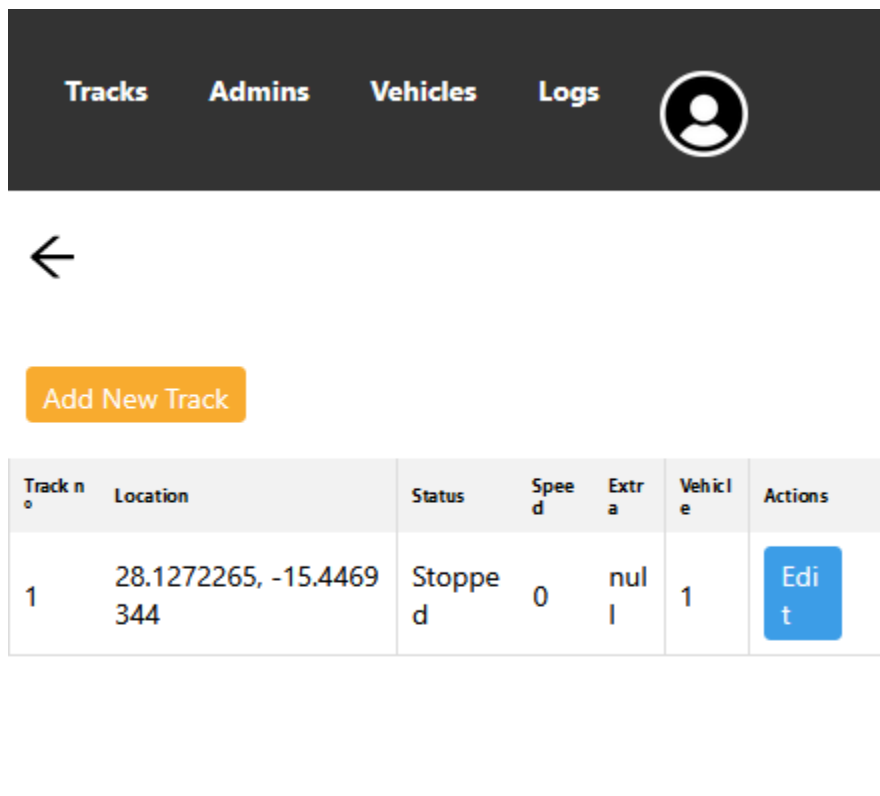 Tracks Admins Vehicles Logs
Add New Track
Track n
º
Location
Status
Spee
d
Extr
a
Vehicl
e
Actions
1
28.1272265, -15.4469
344
Stoppe
d
0
nul
l
1
Edi
t